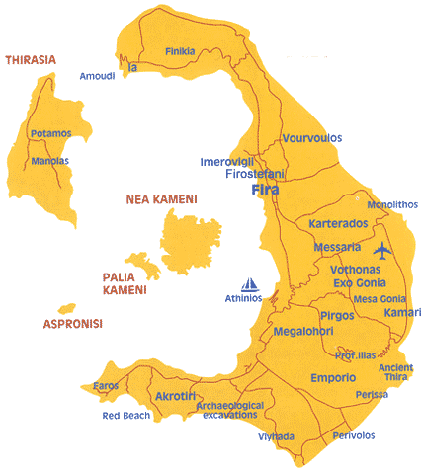 Finikia
THIRASIA
Ia
Amoudi
Potamos
Vourvoulos
Manolas
Imerovigli
Firostefani
Fira
NEA KAMENI
Monolithos
Karterados
Messaria
Vothonas
PALIA
KAMENI
Exo Gonia
Athinios
Mesa Gonia
Kamari
Pirgos
ASPRONISI
Megalohori
Prof.Ilias
Ancient
Thira
Emporio
Faros
Perissa
Akrotiri
Archaeological
excavations
Red Beach
Vlyhada
Perivolos